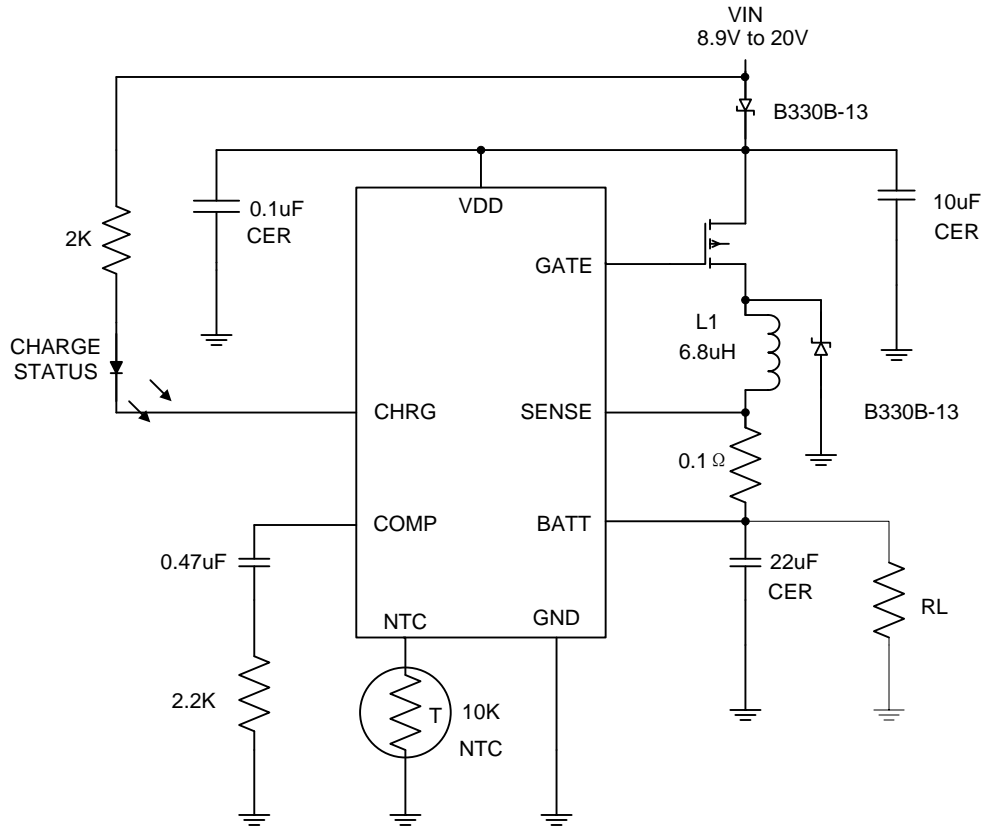 VIN
8.9V to 20V
B330B-13
0.1uF
CER
VDD
10uF
CER
2K
GATE
L1
6.8uH
CHARGE
STATUS
CHRG
SENSE
B330B-13
0.1Ω
COMP
BATT
0.47uF
22uF
CER
RL
NTC
GND
2.2K
T
10K
NTC